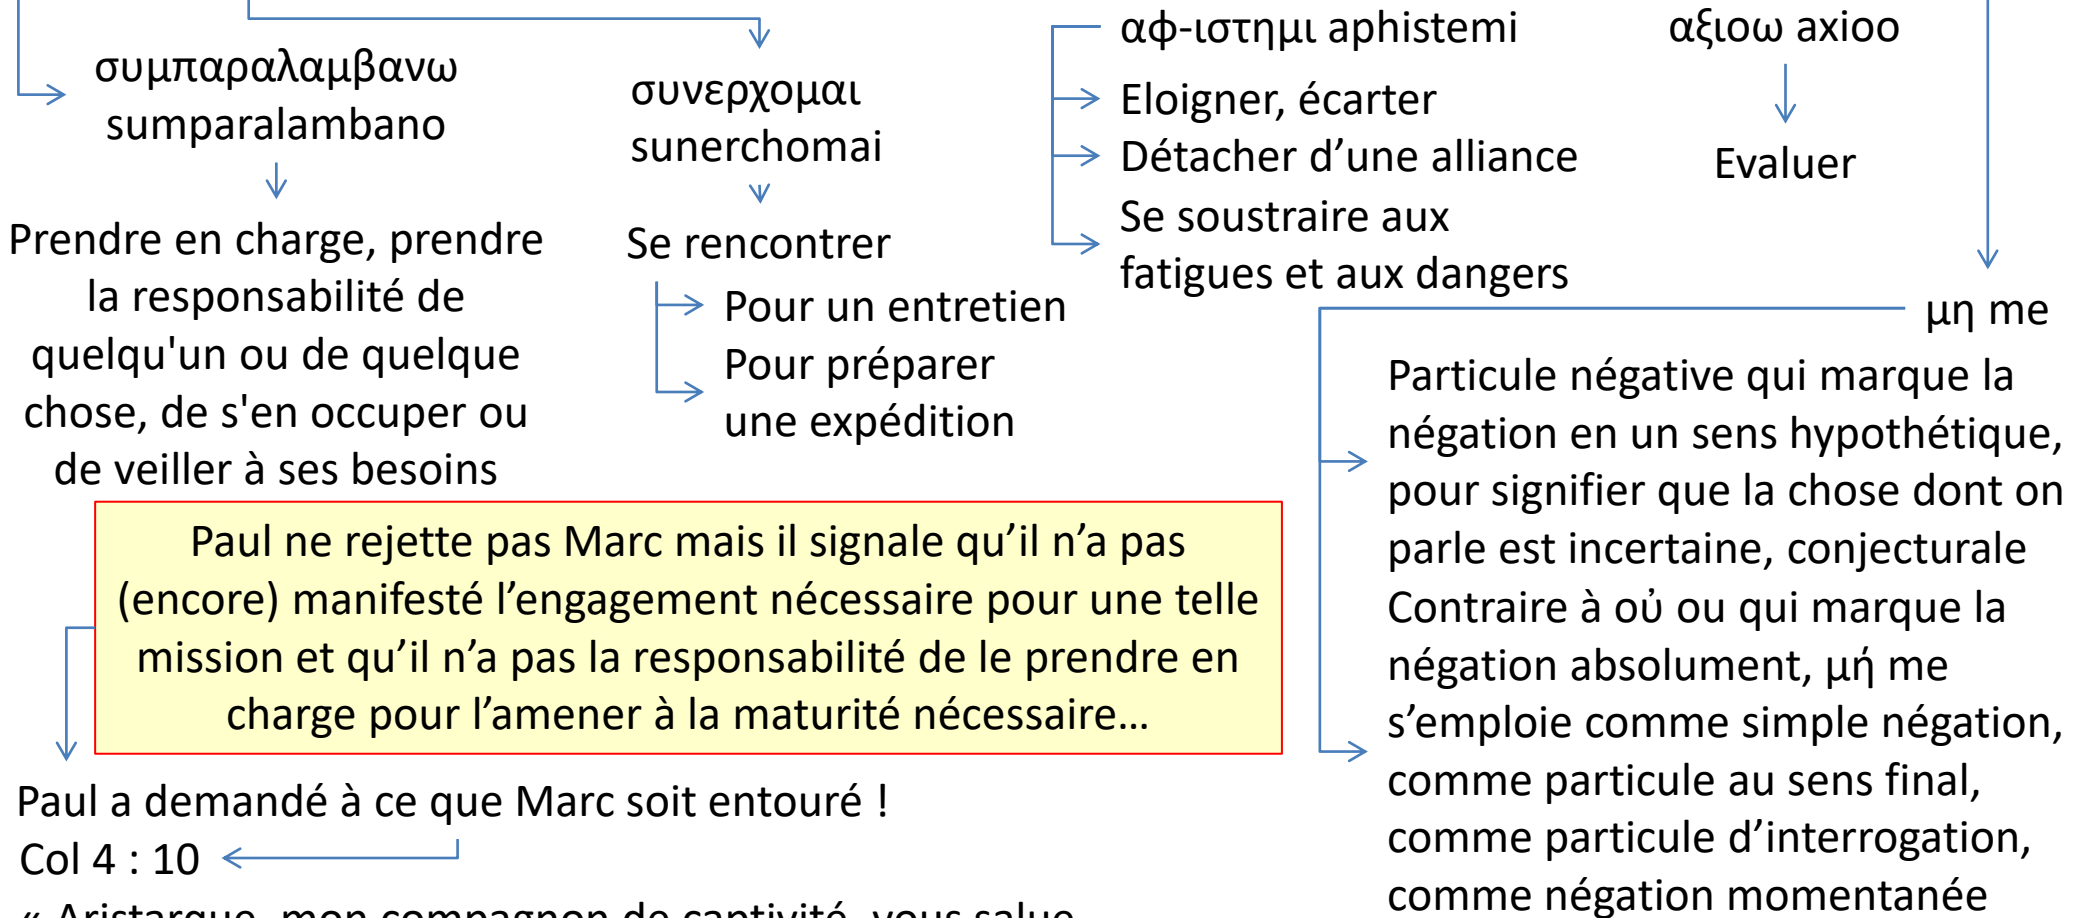 συμπαραλαμβανω
sumparalambano
Prendre en charge, prendre
la responsabilité de
quelqu'un ou de quelque
chose, de s'en occuper ou
de veiller à ses besoins
συνερχομαι
sunerchomai
Se rencontrer
Pour un entretien
Pour préparer
une expédition
αφ-ιστημι aphistemi
Eloigner, écarter
Détacher d’une alliance
Se soustraire aux
fatigues et aux dangers
αξιοω axioo
Evaluer
μη me
Particule négative qui marque la
négation en un sens hypothétique,
pour signifier que la chose dont on
parle est incertaine, conjecturale
Contraire à οὐ ou qui marque la
négation absolument, μή me
s’emploie comme simple négation,
comme particule au sens final,
comme particule d’interrogation,
comme négation momentanée
Paul ne rejette pas Marc mais il signale qu’il n’a pas
(encore) manifesté l’engagement nécessaire pour une telle
mission et qu’il n’a pas la responsabilité de le prendre en
charge pour l’amener à la maturité nécessaire…
Paul a demandé à ce que Marc soit entouré !
Col 4 : 10
« Aristarque, mon compagnon de captivité, vous salue